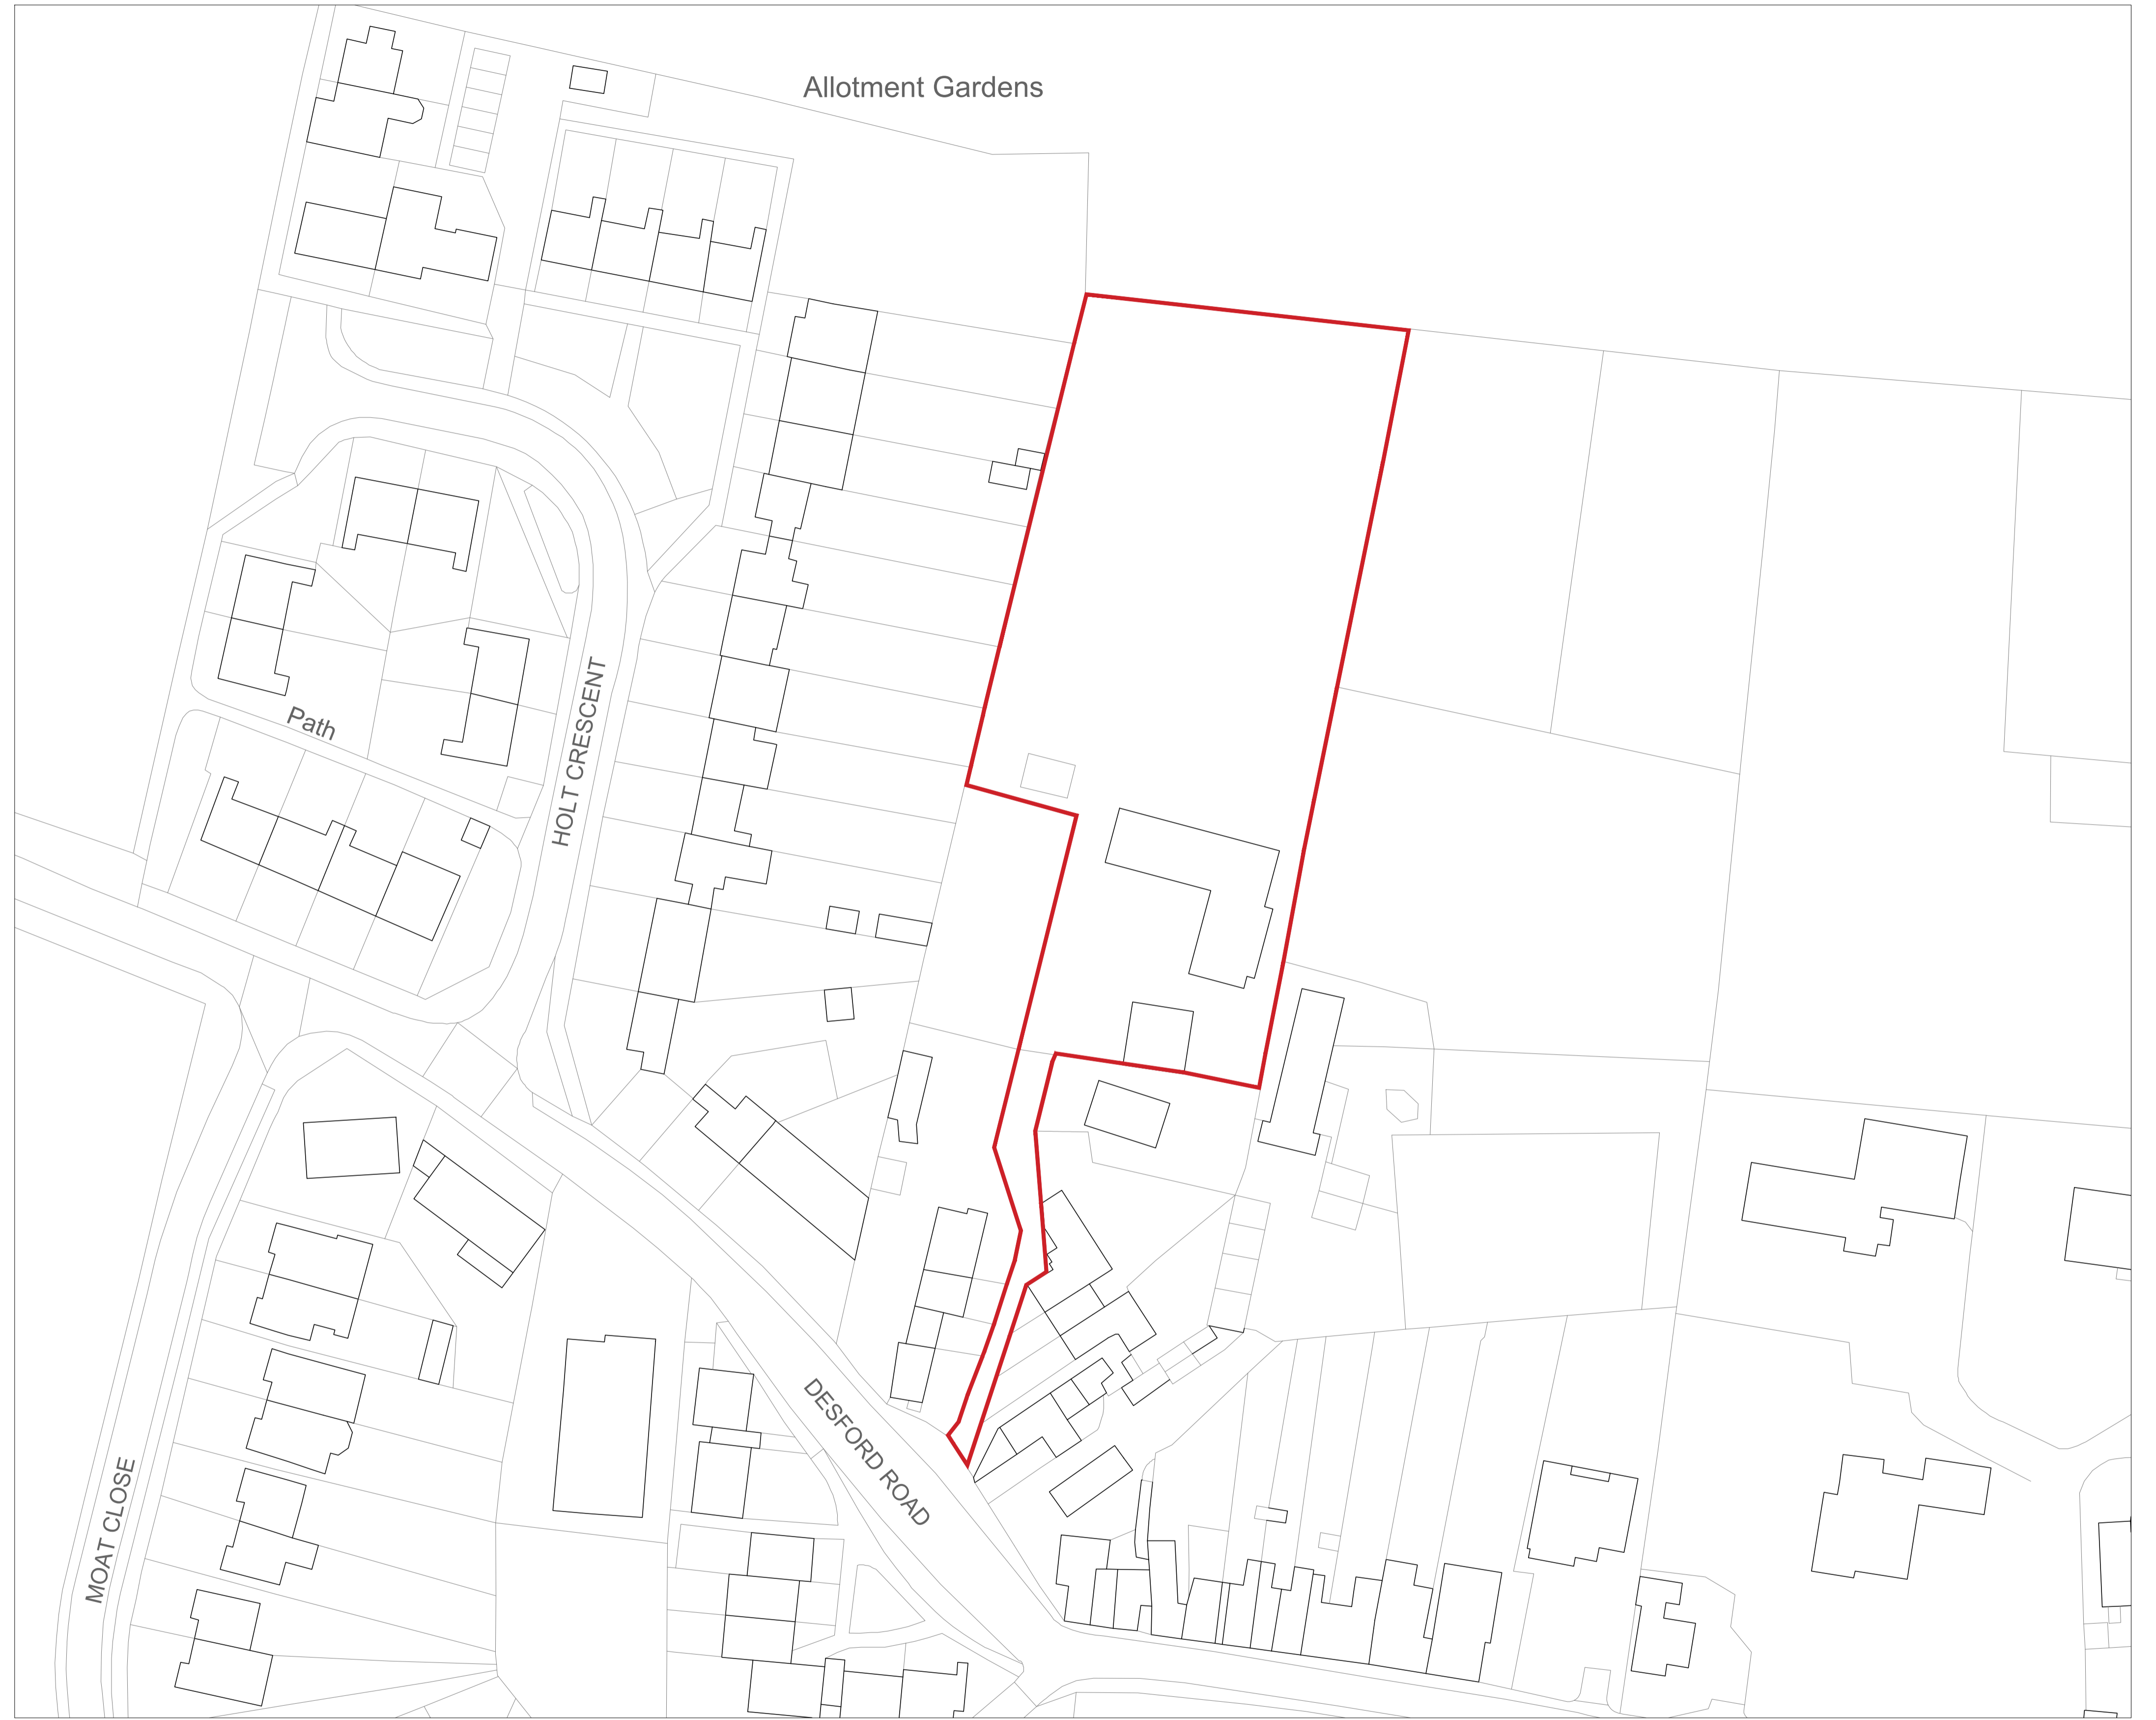 Allotment Gardens
HOLT CRESCENT
Path
DESFORD ROAD
MOAT CLOSE